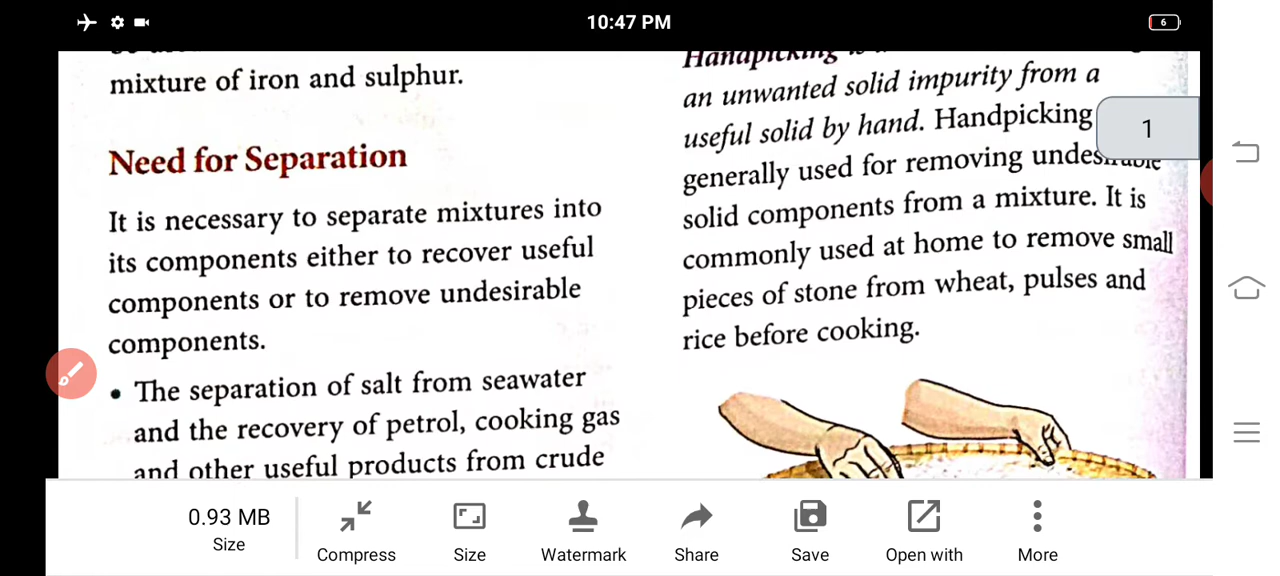 10:47 PM
6
mixture of iron and sulphur.
Need for Separation
It is necessary to separate mixtures into
its components either to recover useful
components or to remove undesirable
components.
• The separation of salt from seawater
and the recovery of petrol, cooking gas
and other useful products from crude
Handpicking is a
an unwanted solid impurity from a
useful solid by hand. Handpicking
generally used for removing undesirable
solid components from a mixture. It is
commonly used at home to remove small
pieces of stone from wheat, pulses and
rice before cooking.
1
0.93 MB
Size
Compress
Size
Watermark
Share
Save
Open with
More